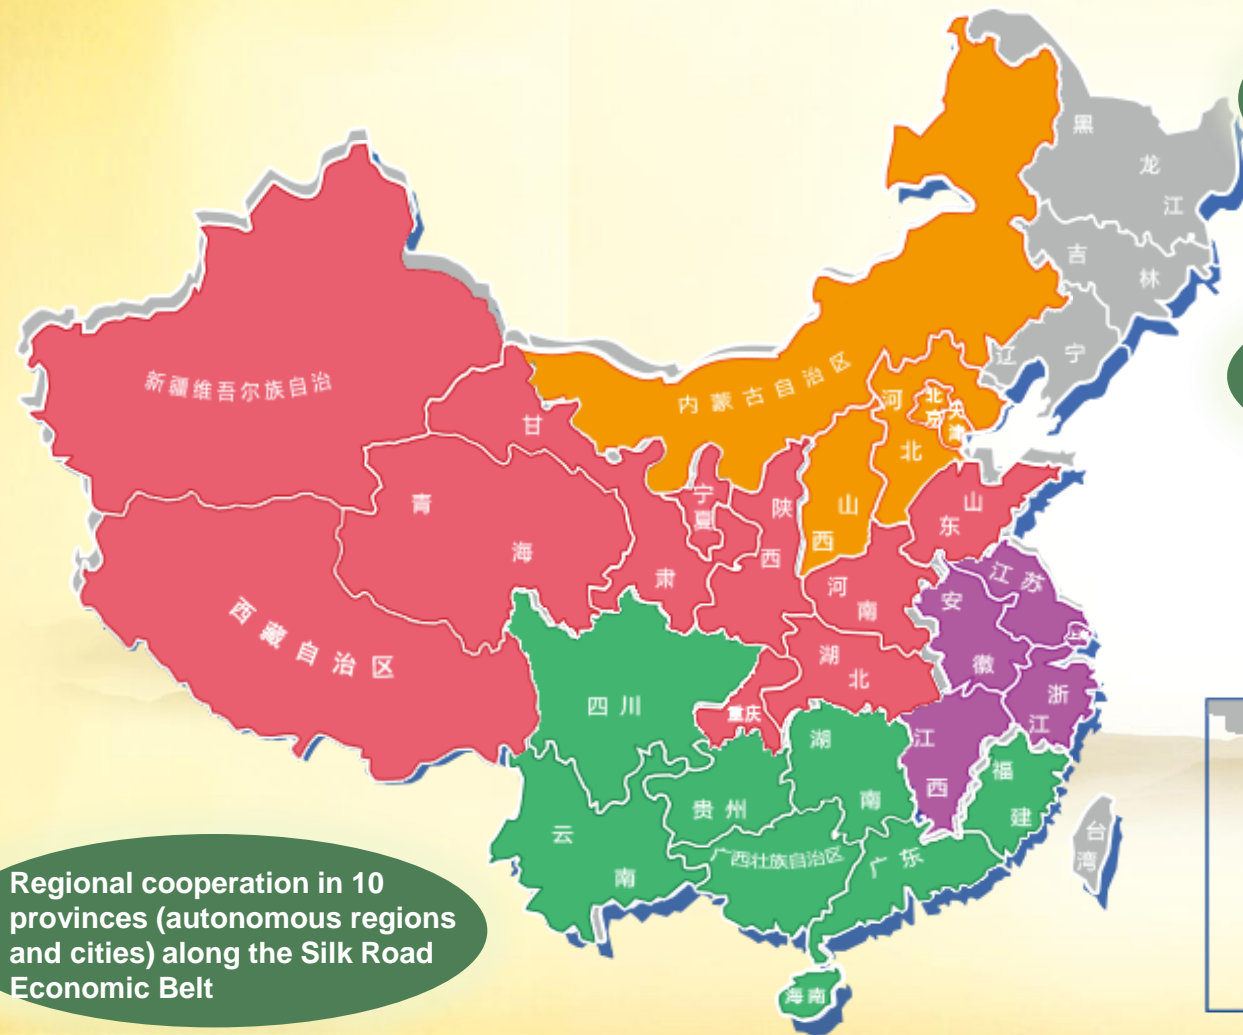 黑龙江
吉林
辽宁
新疆维吾尔族自治
内蒙古自治区
河北
北京
天津
甘肃
宁夏
陕西
山西
山东
青海
河南
江苏
安徽
上海
西藏自治区
湖北
四川
重庆
浙江
湖南
江西
福建
贵州
云南
广西壮族自治区
广东
台湾
海南
Regional cooperation in 10
provinces (autonomous regions
and cities) along the Silk Road
Economic Belt